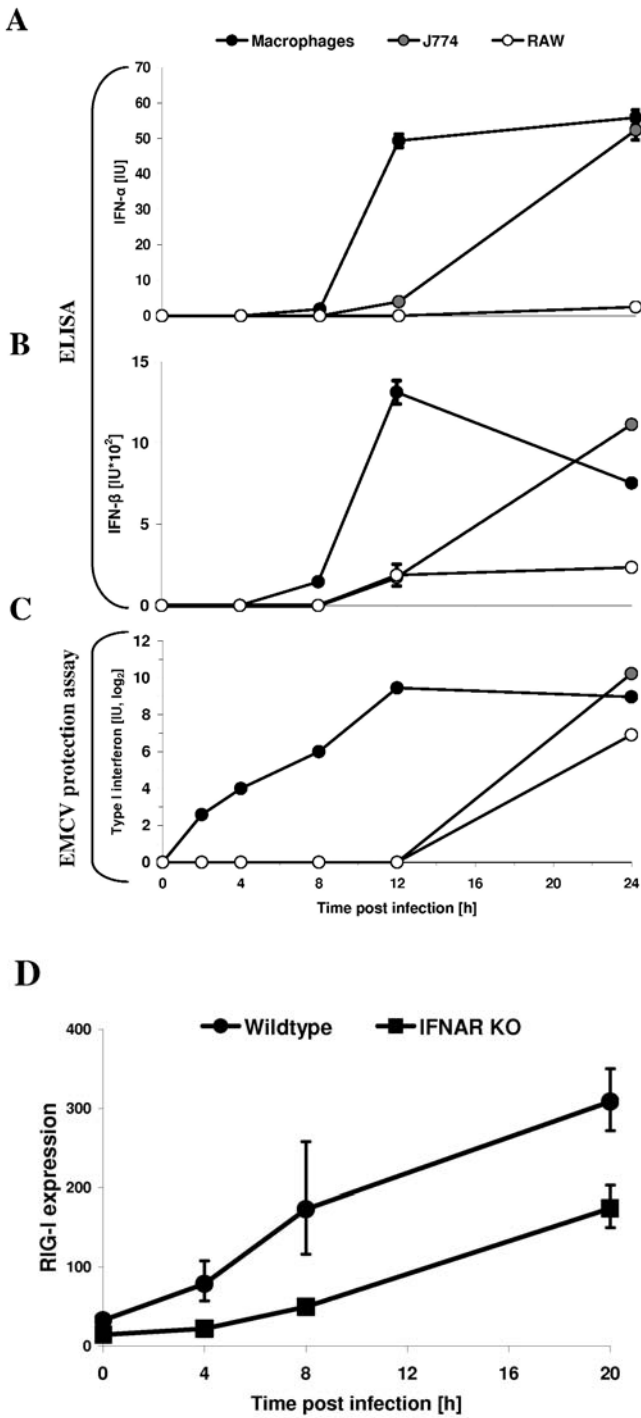 A
Macrophages J774 RAW
70
60
50
40
30
20
10
0
IFN-α [IU]
ELISA
B
15
10
5
0
IFN-β [IU*10²]
C
12
10
8
6
4
2
0
Type I interferon [IU, log₂]
EMCV protection assay
0 4 8 12 16 20 24
Time post infection [h]
D
Wildtype IFNAR KO
400
300
200
100
0
RIG-I expression
0 4 8 12 16 20
Time post infection [h]